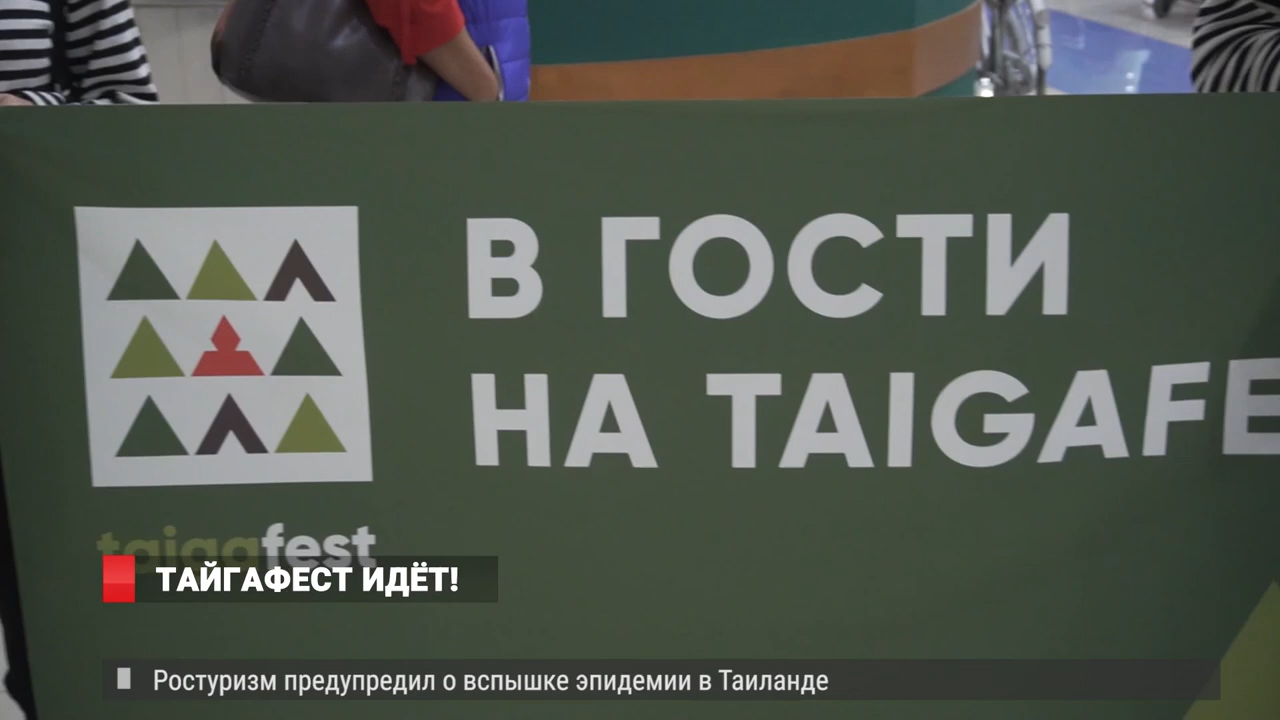 В ГОСТИ
НА TAIGAFE
taigafest
ТАЙГАФЕСТ ИДЁТ!
Ростуризм предупредил о вспышке эпидемии в Таиланде